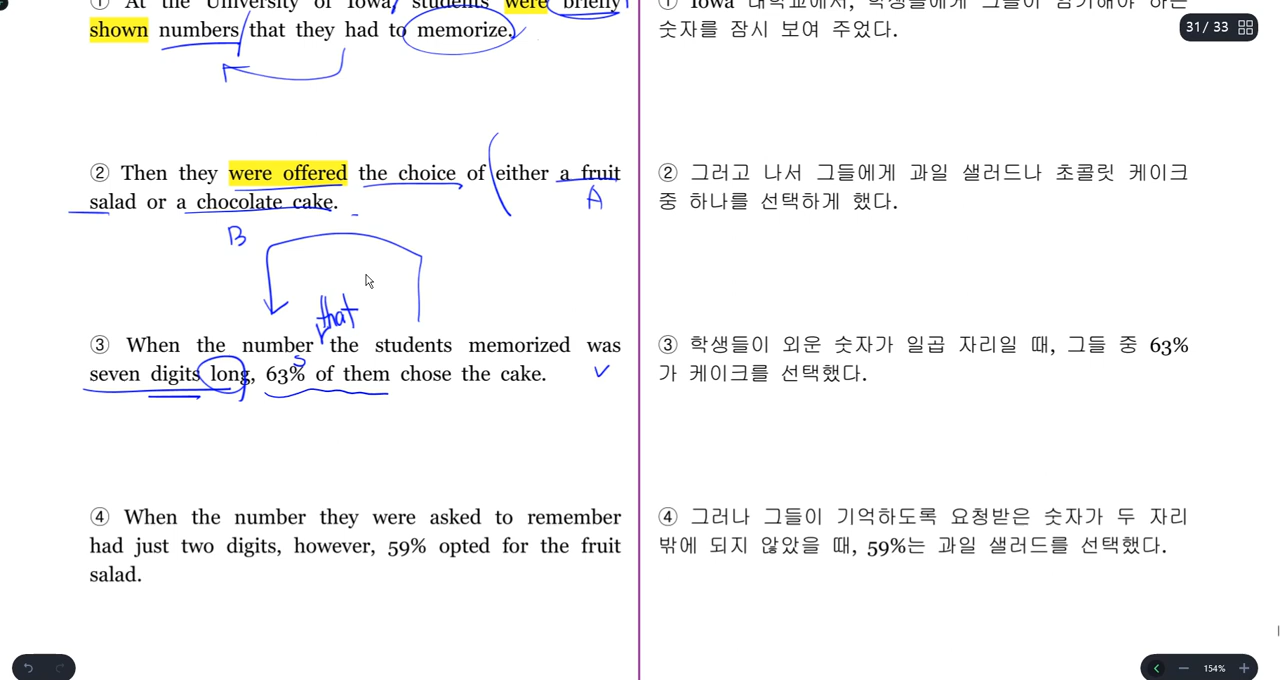 ① At the University of Iowa, students were briefly
shown numbers that they had to memorize.
② Then they were offered the choice of either a fruit
salad or a chocolate cake.
A
B
that
③ When the number the students memorized was
seven digits long, 63% of them chose the cake.
S
④ When the number they were asked to remember
had just two digits, however, 59% opted for the fruit
salad.
① Iowa 대학교에서, 학생들에게 그들이 암기해야 하는
숫자를 잠시 보여 주었다.
② 그러고 나서 그들에게 과일 샐러드나 초콜릿 케이크
중 하나를 선택하게 했다.
③ 학생들이 외운 숫자가 일곱 자리일 때, 그들 중 63%
가 케이크를 선택했다.
④ 그러나 그들이 기억하도록 요청받은 숫자가 두 자리
밖에 되지 않았을 때, 59%는 과일 샐러드를 선택했다.
31/ 33
154%